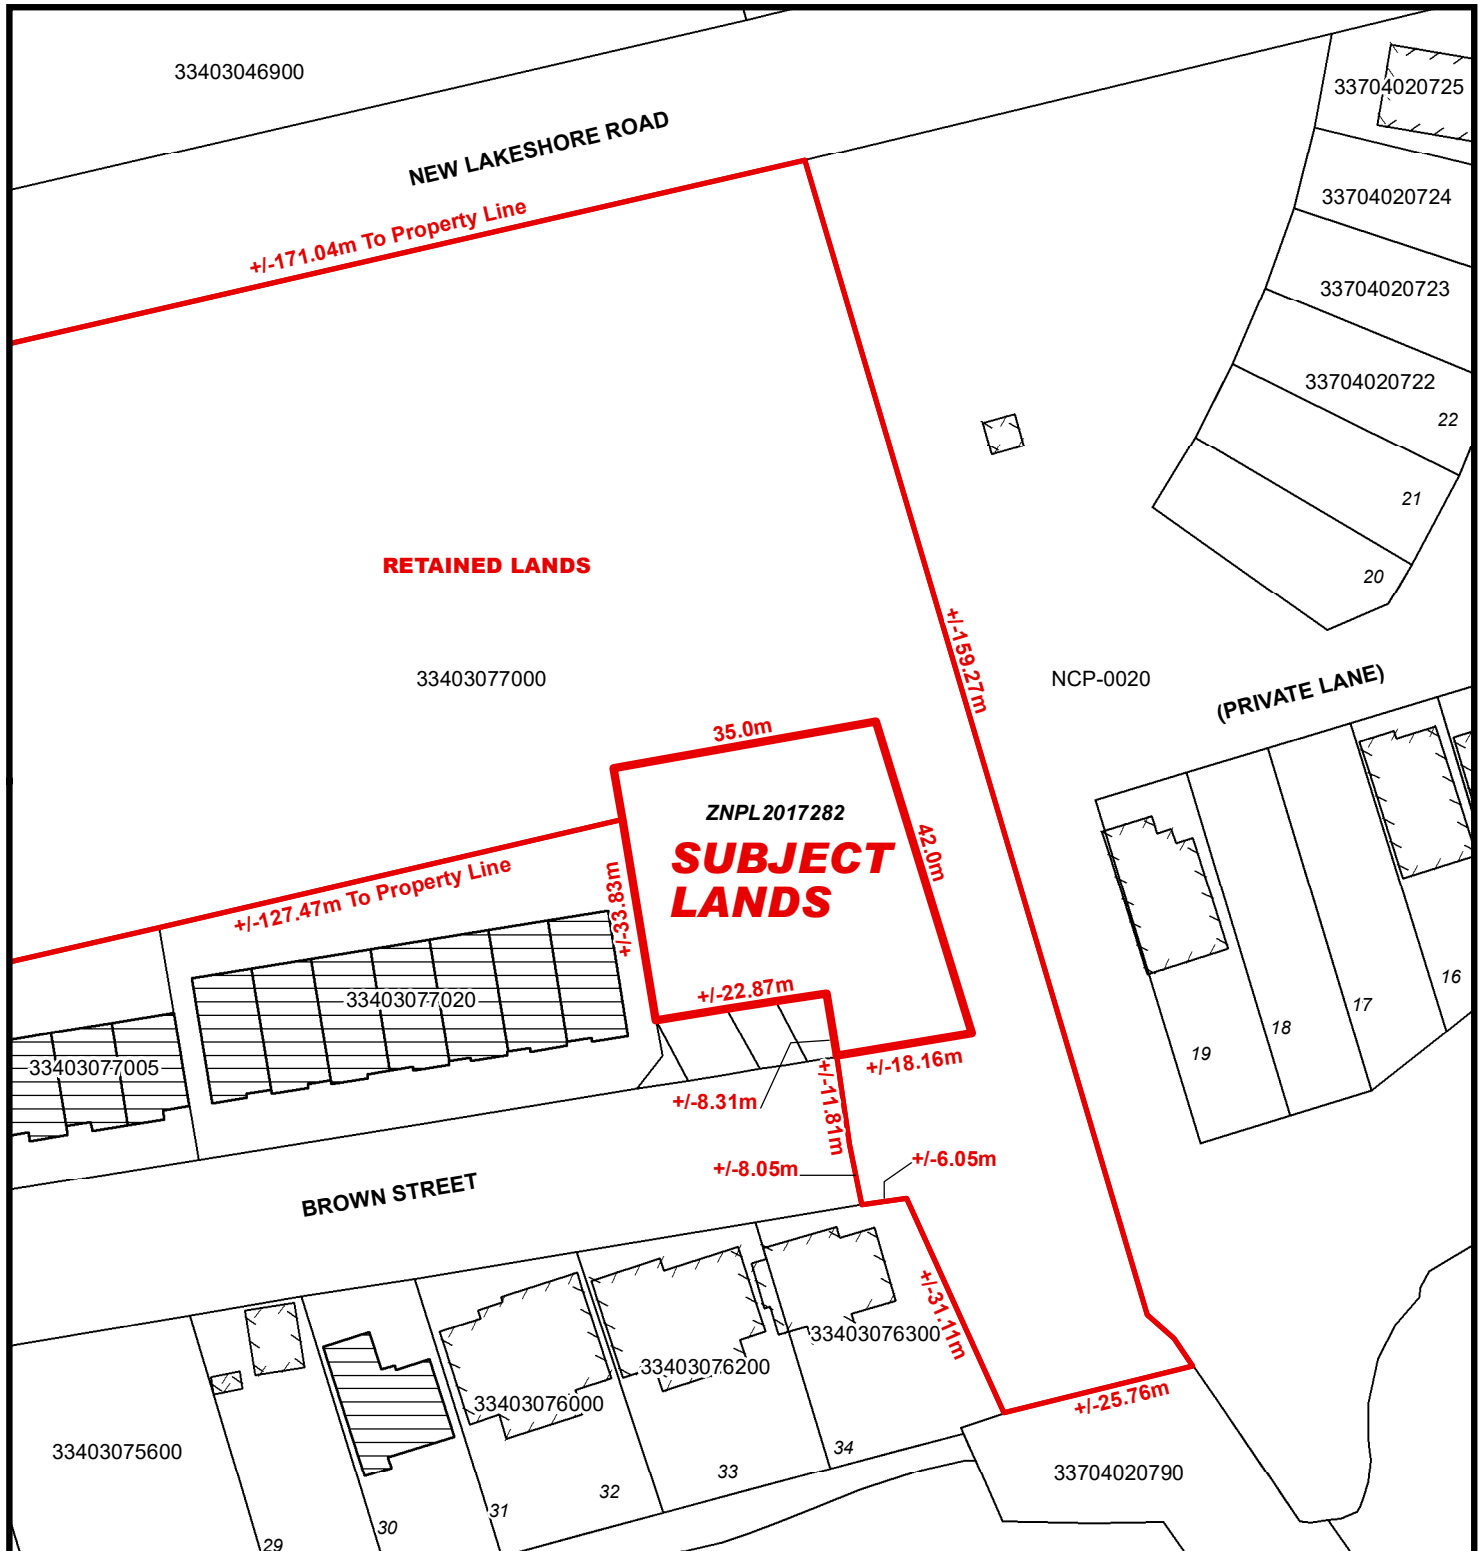 33403046900
NEW LAKESHORE ROAD
33704020725
33704020724
+/-171.04m To Property Line
33704020723
33704020722
22
21
RETAINED LANDS
20
+/-159.27m
33403077000
NCP-0020
(PRIVATE LANE)
35.0m
ZNPL2017282
SUBJECT
LANDS
42.0m
+/-127.47m To Property Line
+/-33.83m
+/-22.87m
33403077020
16
17
18
19
33403077005
+/-18.16m
+/-8.31m
+/-11.81m
+/-8.05m
+/-6.05m
BROWN STREET
+/-31.11m
33403076300
33403076200
33403076000
+/-25.76m
33403075600
34
33
32
31
30
29
33704020790